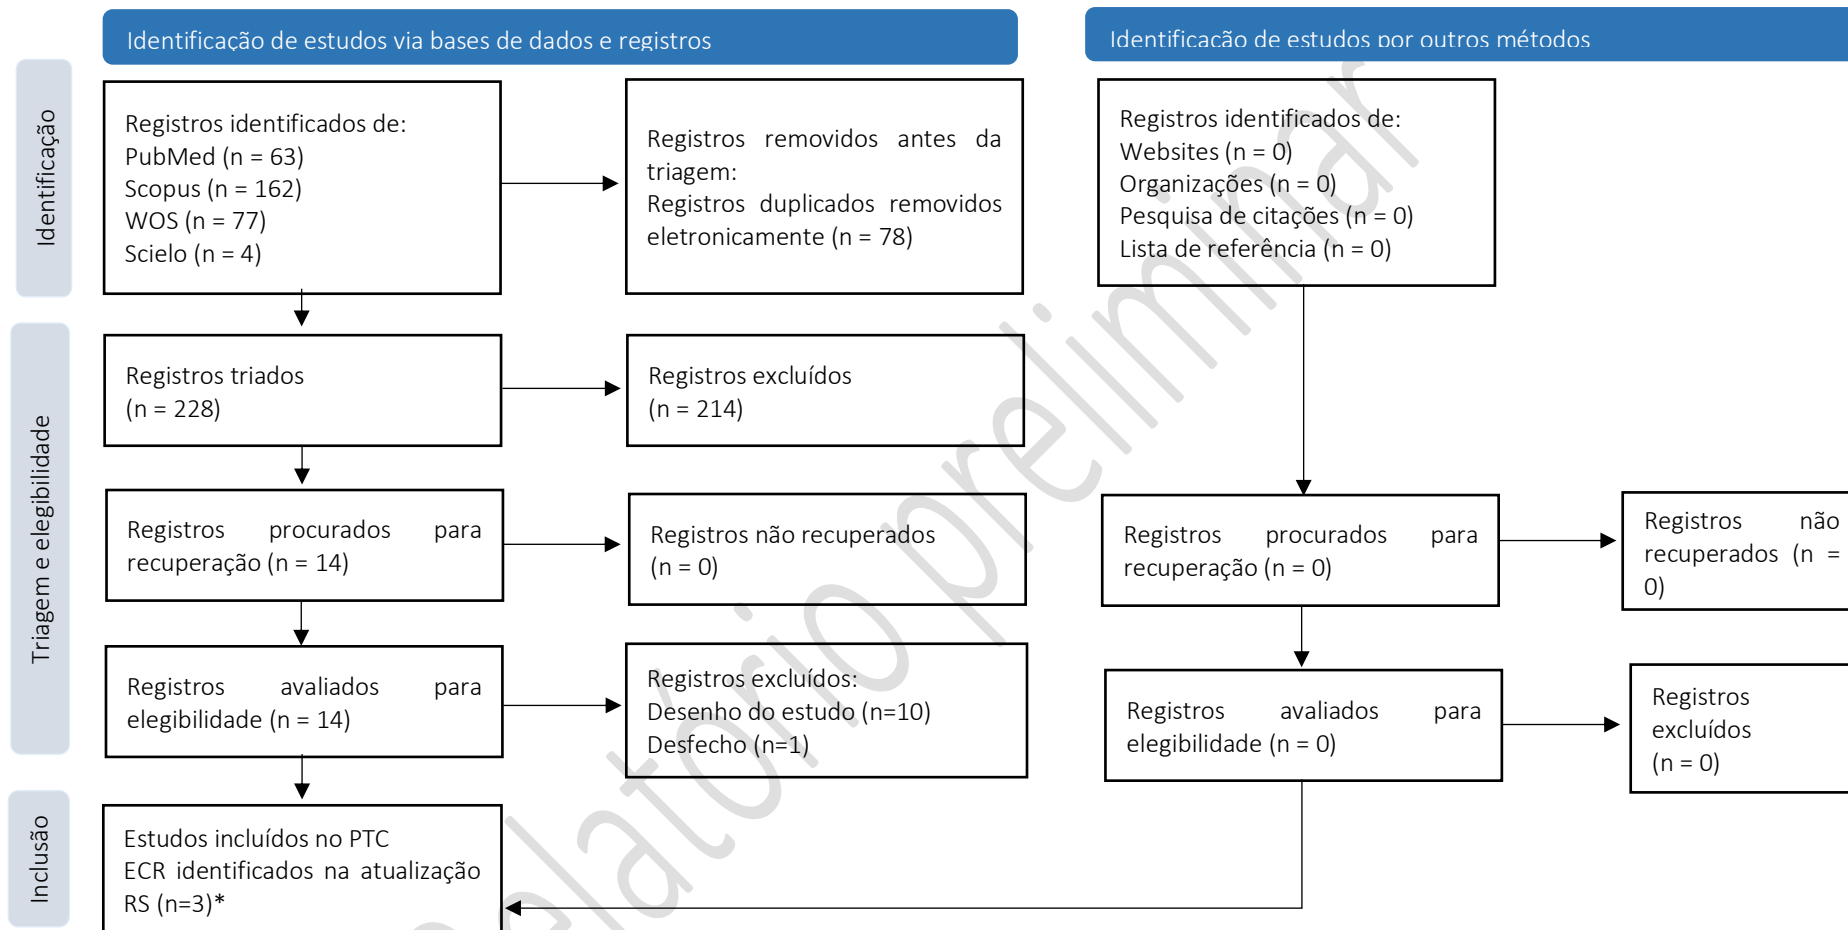 Identificação de estudos via bases de dados e registros
Identificação de estudos por outros métodos
Identificação
Registros identificados de:
PubMed (n = 63)
Scopus (n = 162)
WOS (n = 77)
Scielo (n = 4)
Registros removidos antes da
triagem:
Registros duplicados removidos
eletronicamente (n = 78)
Registros identificados de:
Websites (n = 0)
Organizações (n = 0)
Pesquisa de citações (n = 0)
Lista de referência (n = 0)
Triagem e elegibilidade
Registros triados
(n = 228)
Registros excluídos
(n = 214)
Registros procurados para
recuperação (n = 14)
Registros não recuperados
(n = 0)
Registros procurados para
recuperação (n = 0)
Registros não
recuperados (n =
0)
Registros avaliados para
elegibilidade (n = 14)
Registros excluídos:
Desenho do estudo (n=10)
Desfecho (n=1)
Registros avaliados para
elegibilidade (n = 0)
Registros
excluídos
(n = 0)
Inclusão
Estudos incluídos no PTC
ECR identificados na atualização
RS (n=3)*
Relatório preliminar